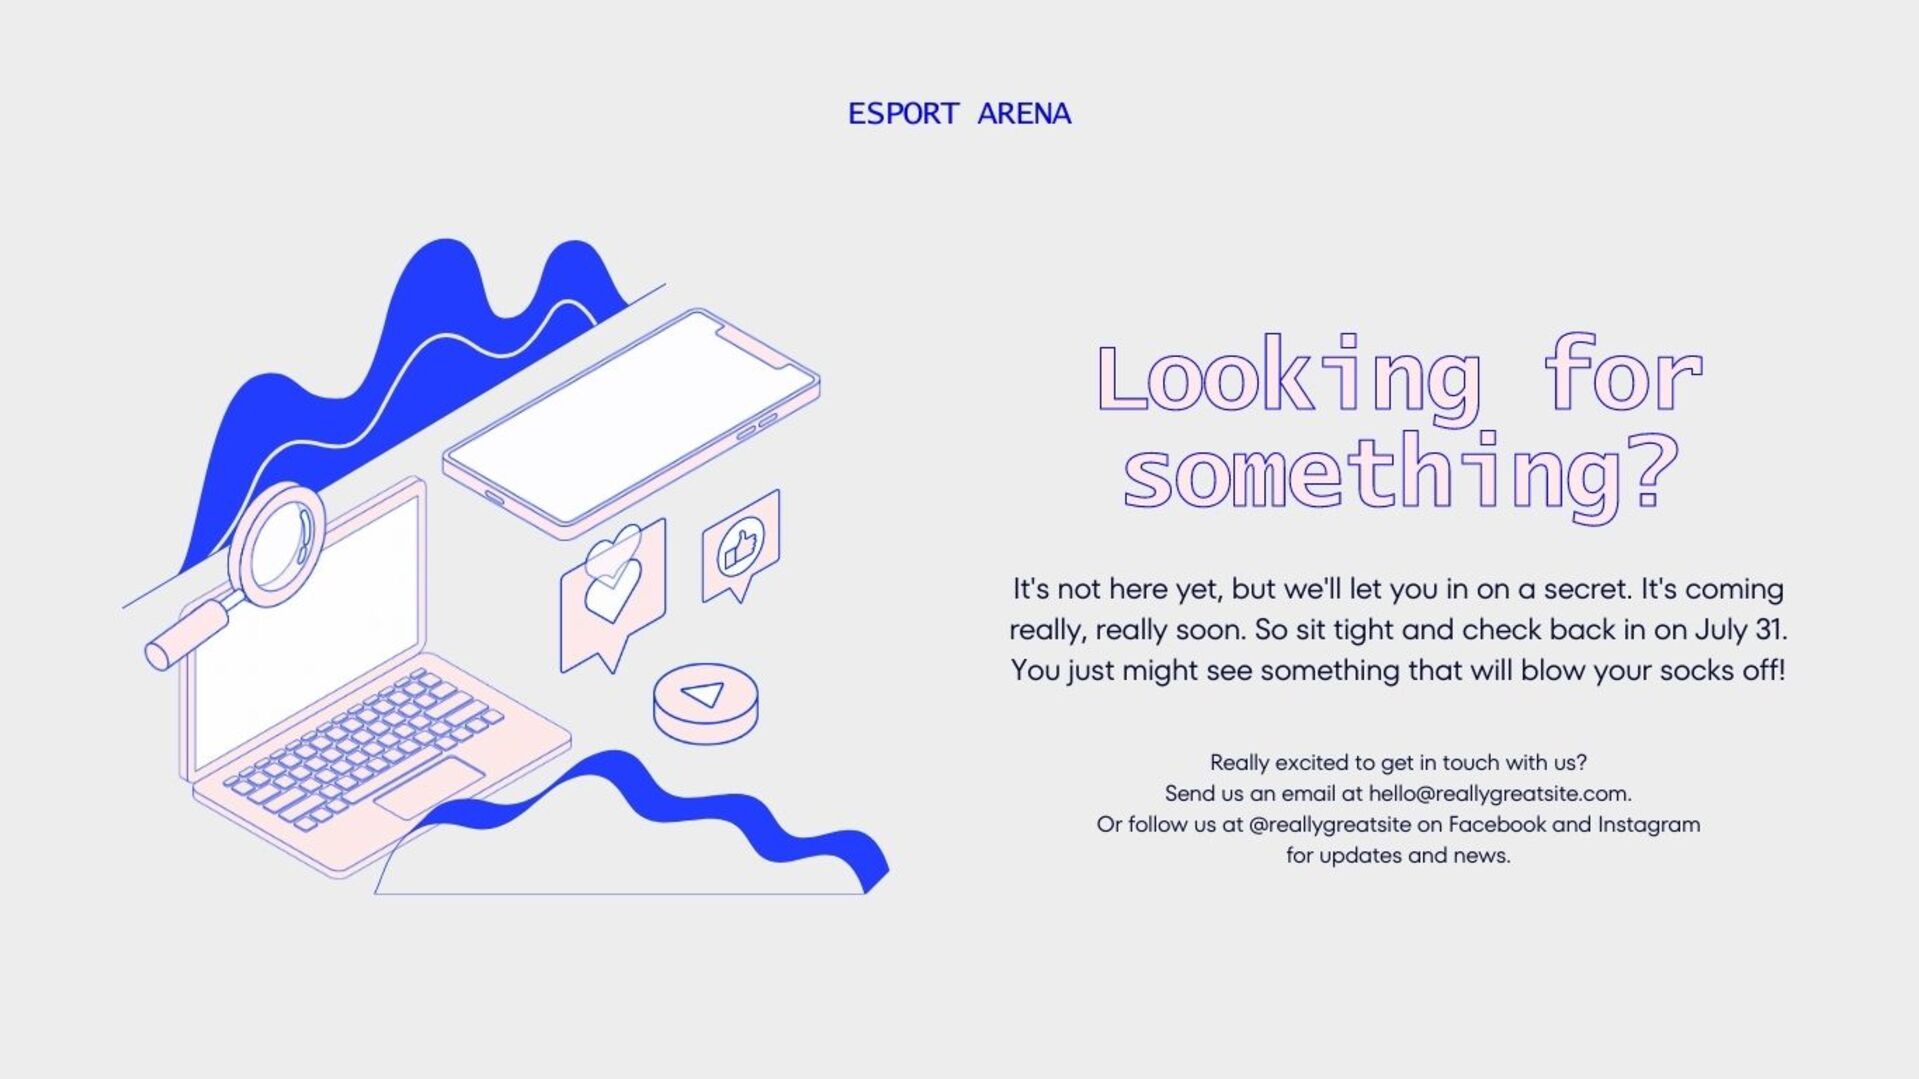 ESPORT ARENA
Looking for
something?
It's not here yet, but we'll let you in on a secret. It's coming
really, really soon. So sit tight and check back in on July 31.
You just might see something that will blow your socks off!
Really excited to get in touch with us?
Send us an email at hello@reallygreatsite.com.
Or follow us at @reallygreatsite on Facebook and Instagram
for updates and news.